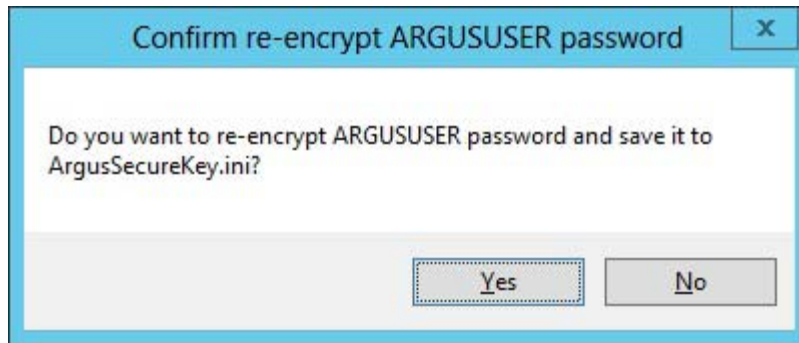 Confirm re-encrypt ARGUSUSER password
x
Do you want to re-encrypt ARGUSUSER password and save it to
ArgusSecureKey.ini?
Yes
No